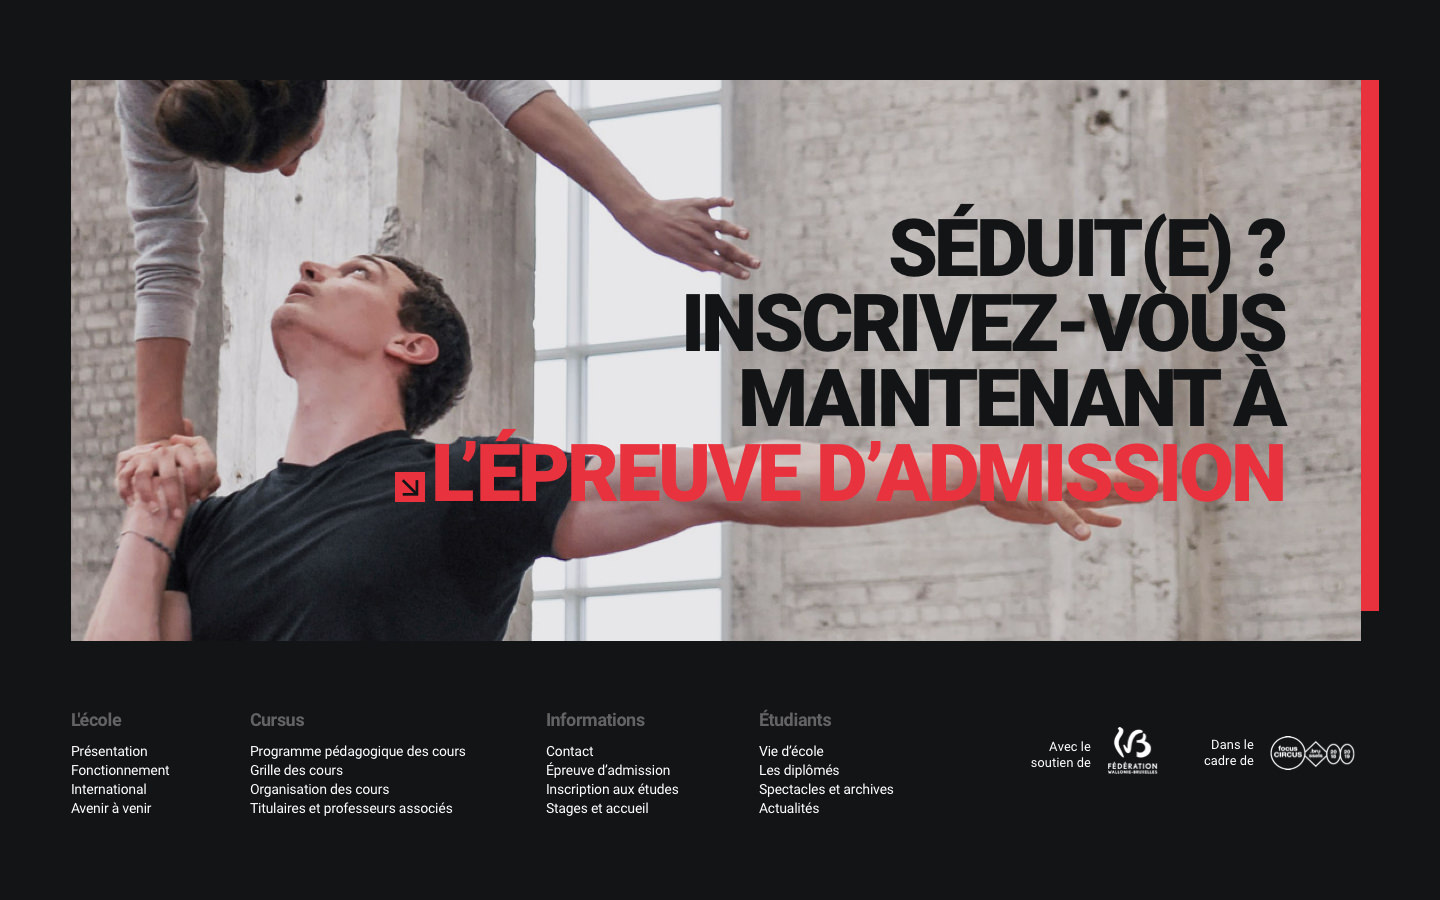 SÉDUIT(E) ?
INSCRIVEZ-VOUS
MAINTENANT À
L’ÉPREUVE D’ADMISSION
L'école
Présentation
Fonctionnement
International
Avenir à venir
Cursus
Programme pédagogique des cours
Grille des cours
Organisation des cours
Titulaires et professeurs associés
Informations
Contact
Épreuve d’admission
Inscription aux études
Stages et accueil
Étudiants
Vie d’école
Les diplômés
Spectacles et archives
Actualités
Avec le
soutien de
FÉDÉRATION
WALLONIE-BRUXELLES
Dans le
cadre de
focus
CIRCUS